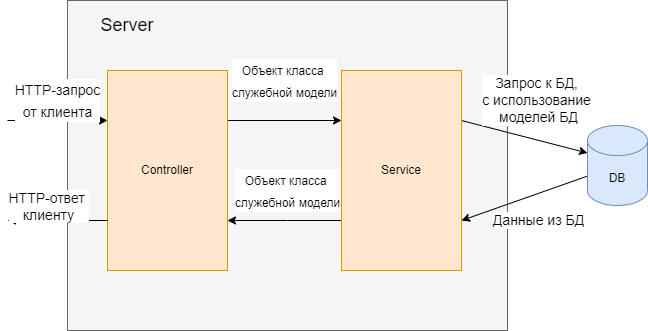 Server
HTTP-запрос
от клиента
Объект класса
служебной модели
Запрос к БД,
с использование
моделей БД
Controller
Service
DB
HTTP-ответ
клиенту
Объект класса
служебной модели
Данные из БД